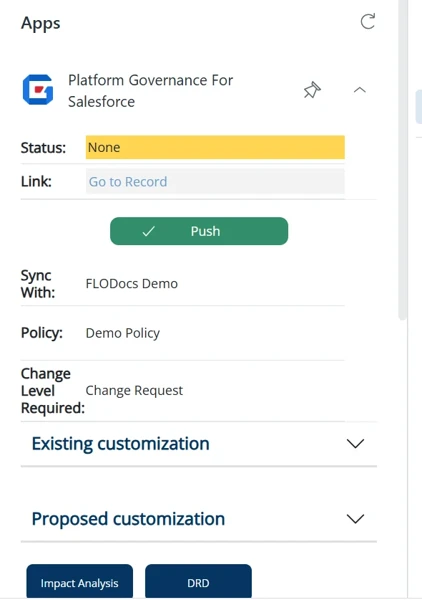 Apps
Platform Governance For
Salesforce
Status: None
Link: Go to Record
Push
Sync
With: FLODocs Demo
Policy: Demo Policy
Change
Level
Required: Change Request
Existing customization
Proposed customization
Impact Analysis DRD